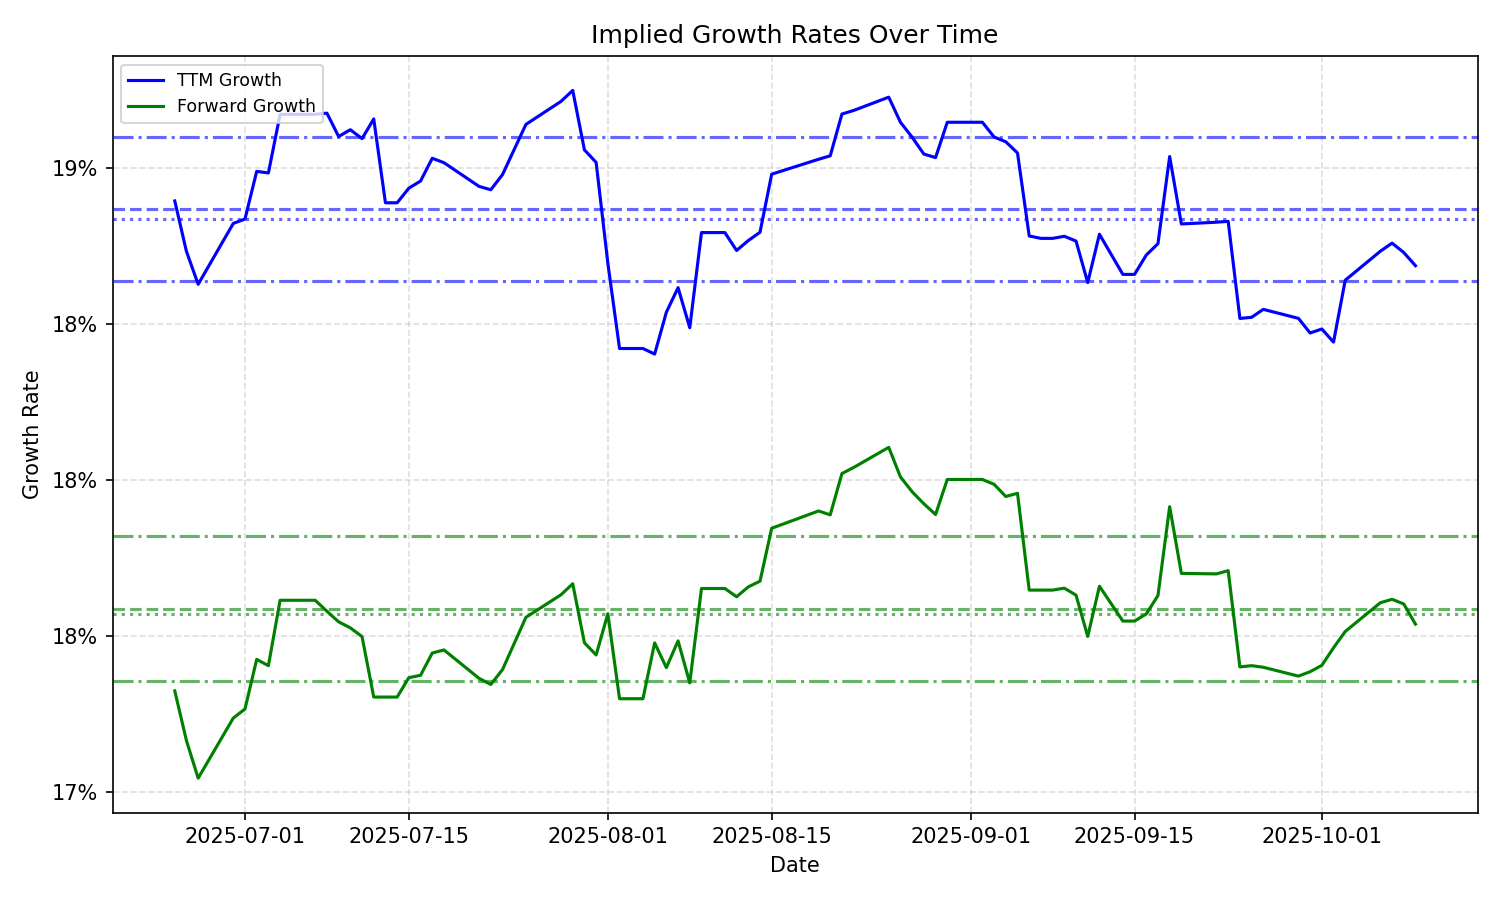 Implied Growth Rates Over Time
TTM Growth
Forward Growth
19%
18%
18%
18%
17%
Growth Rate
2025-07-01
2025-07-15
2025-08-01
2025-08-15
2025-09-01
2025-09-15
2025-10-01
Date